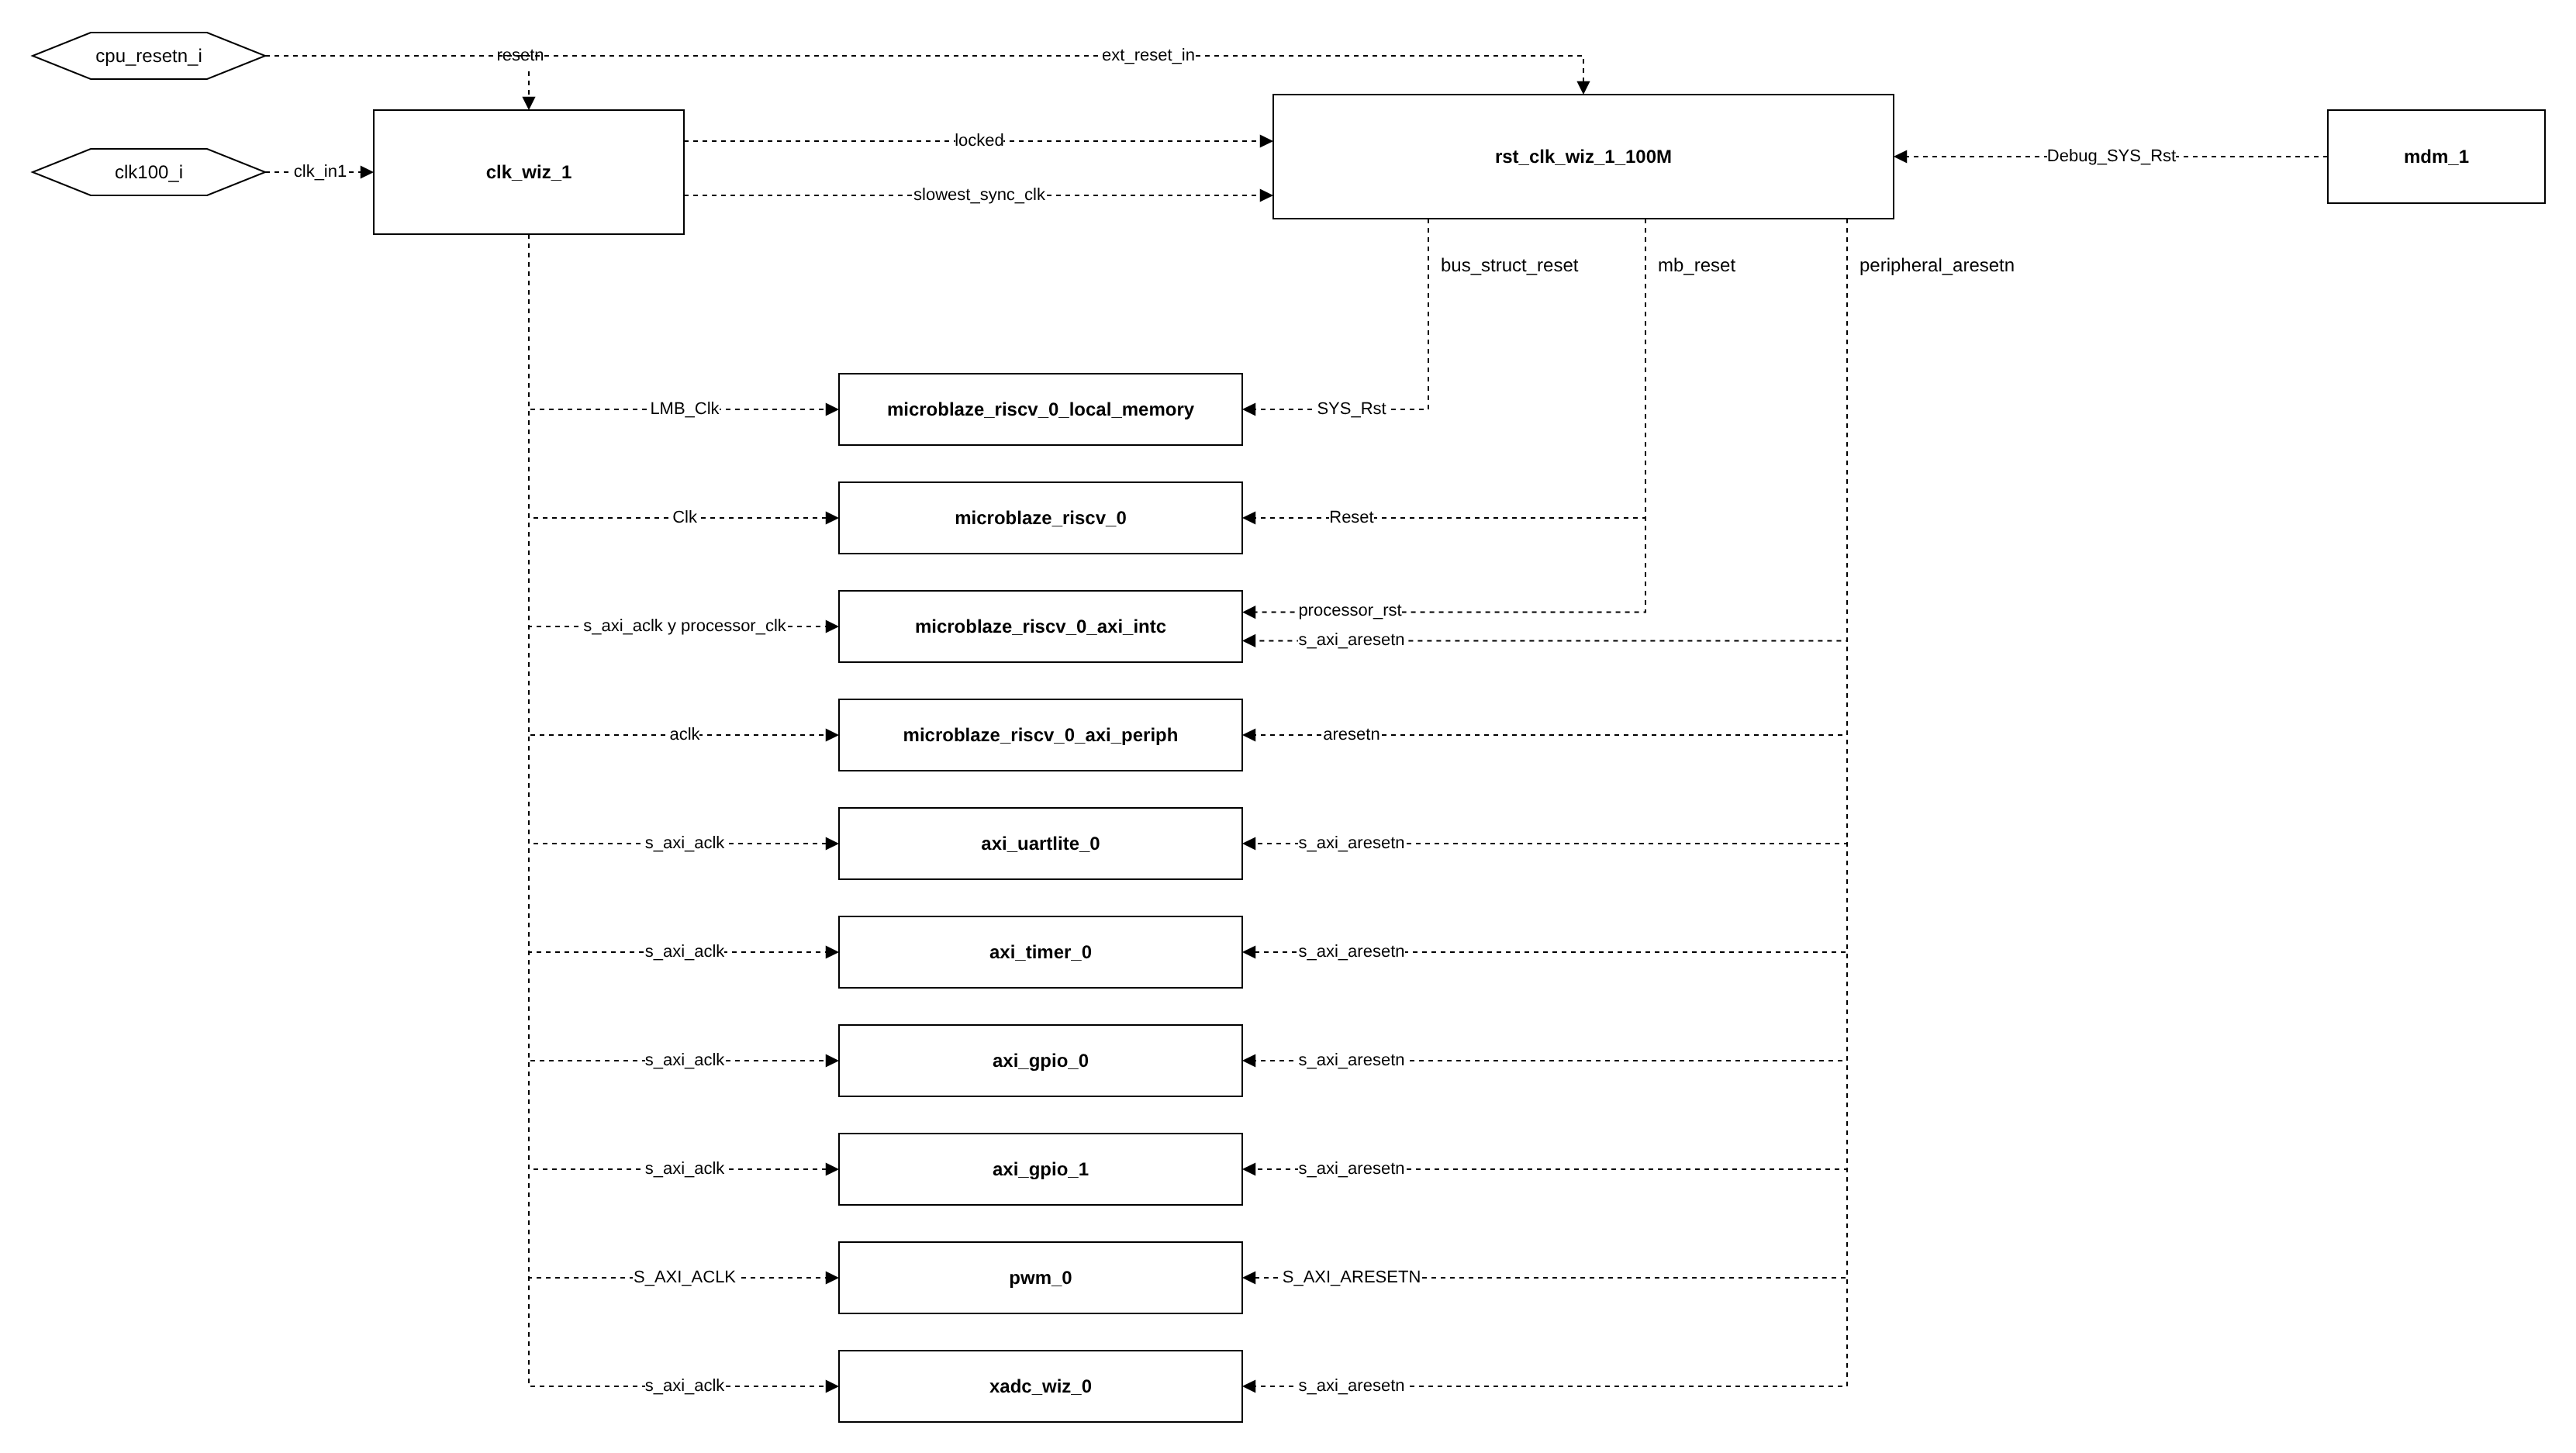 cpu_resetn_i
resetn
ext_reset_in
clk100_i
clk_in1
clk_wiz_1
locked
slowest_sync_clk
rst_clk_wiz_1_100M
Debug_SYS_Rst
mdm_1
bus_struct_reset
mb_reset
peripheral_aresetn
LMB_Clk
microblaze_riscv_0_local_memory
SYS_Rst
Clk
microblaze_riscv_0
Reset
s_axi_aclk y processor_clk
microblaze_riscv_0_axi_intc
processor_rst
s_axi_aresetn
aclk
microblaze_riscv_0_axi_periph
aresetn
s_axi_aclk
axi_uartlite_0
s_axi_aresetn
s_axi_aclk
axi_timer_0
s_axi_aresetn
s_axi_aclk
axi_gpio_0
s_axi_aresetn
s_axi_aclk
axi_gpio_1
s_axi_aresetn
S_AXI_ACLK
pwm_0
S_AXI_ARESETN
s_axi_aclk
xadc_wiz_0
s_axi_aresetn